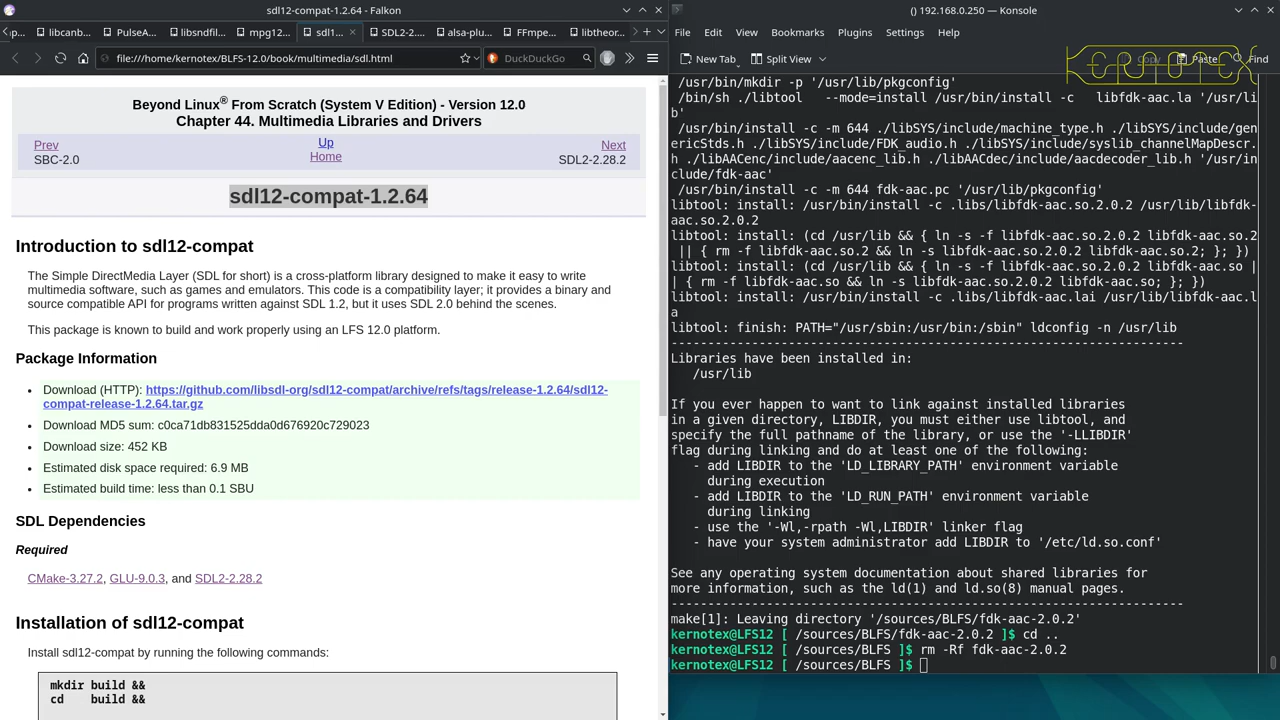 sdl12-compat-1.2.64 - Falkon
libcanb...
PulseA...
libsndfil...
mpg12...
sdl1...
SDL2-2....
alsa-plu...
FFmpe...
libtheor...
file:///home/kernotex/BLFS-12.0/book/multimedia/sdl.html
DuckDuckGo
Beyond Linux® From Scratch (System V Edition) - Version 12.0
Chapter 44. Multimedia Libraries and Drivers
Prev Up Next
SBC-2.0 Home SDL2-2.28.2
sdl12-compat-1.2.64
Introduction to sdl12-compat
The Simple DirectMedia Layer (SDL for short) is a cross-platform library designed to make it easy to write
multimedia software, such as games and emulators. This code is a compatibility layer; it provides a binary and
source compatible API for programs written against SDL 1.2, but it uses SDL 2.0 behind the scenes.
This package is known to build and work properly using an LFS 12.0 platform.
Package Information
• Download (HTTP): https://github.com/libsdl-org/sdl12-compat/archive/refs/tags/release-1.2.64/sdl12-
compat-release-1.2.64.tar.gz
• Download MD5 sum: c0ca71db831525dda0d676920c729023
• Download size: 452 KB
• Estimated disk space required: 6.9 MB
• Estimated build time: less than 0.1 SBU
SDL Dependencies
Required
CMake-3.27.2, GLU-9.0.3, and SDL2-2.28.2
Installation of sdl12-compat
Install sdl12-compat by running the following commands:
mkdir build &&
cd    build &&
() 192.168.0.250 — Konsole
File Edit View Bookmarks Plugins Settings Help
New Tab Split View Copy Paste Find
KERNOTEX
/usr/bin/mkdir -p '/usr/lib/pkgconfig'
/bin/sh ./libtool   --mode=install /usr/bin/install -c   libfdk-aac.la '/usr/li
b'
/usr/bin/install -c -m 644 ./libSYS/include/machine_type.h ./libSYS/include/gen
ericStds.h ./libSYS/include/FDK_audio.h ./libSYS/include/syslib_channelMapDescr.
h ./libAACenc/include/aacenc_lib.h ./libAACdec/include/aacdecoder_lib.h '/usr/in
clude/fdk-aac'
/usr/bin/install -c -m 644 fdk-aac.pc '/usr/lib/pkgconfig'
libtool: install: /usr/bin/install -c .libs/libfdk-aac.so.2.0.2 /usr/lib/libfdk-
aac.so.2.0.2
libtool: install: (cd /usr/lib && { ln -s -f libfdk-aac.so.2.0.2 libfdk-aac.so.2
|| { rm -f libfdk-aac.so.2 && ln -s libfdk-aac.so.2.0.2 libfdk-aac.so.2; }; })
libtool: install: (cd /usr/lib && { ln -s -f libfdk-aac.so.2.0.2 libfdk-aac.so |
| { rm -f libfdk-aac.so && ln -s libfdk-aac.so.2.0.2 libfdk-aac.so; }; })
libtool: install: /usr/bin/install -c .libs/libfdk-aac.lai /usr/lib/libfdk-aac.l
a
libtool: finish: PATH="/usr/sbin:/usr/bin:/sbin" ldconfig -n /usr/lib
----------------------------------------------------------------------
Libraries have been installed in:
/usr/lib
If you ever happen to want to link against installed libraries
in a given directory, LIBDIR, you must either use libtool, and
specify the full pathname of the library, or use the '-LLIBDIR'
flag during linking and do at least one of the following:
- add LIBDIR to the 'LD_LIBRARY_PATH' environment variable
during execution
- add LIBDIR to the 'LD_RUN_PATH' environment variable
during linking
- use the '-Wl,-rpath -Wl,LIBDIR' linker flag
- have your system administrator add LIBDIR to '/etc/ld.so.conf'
See any operating system documentation about shared libraries for
more information, such as the ld(1) and ld.so(8) manual pages.
----------------------------------------------------------------------
make[1]: Leaving directory '/sources/BLFS/fdk-aac-2.0.2'
kernotex@LFS12 [ /sources/BLFS/fdk-aac-2.0.2 ]$ cd ..
kernotex@LFS12 [ /sources/BLFS ]$ rm -Rf fdk-aac-2.0.2
kernotex@LFS12 [ /sources/BLFS ]$